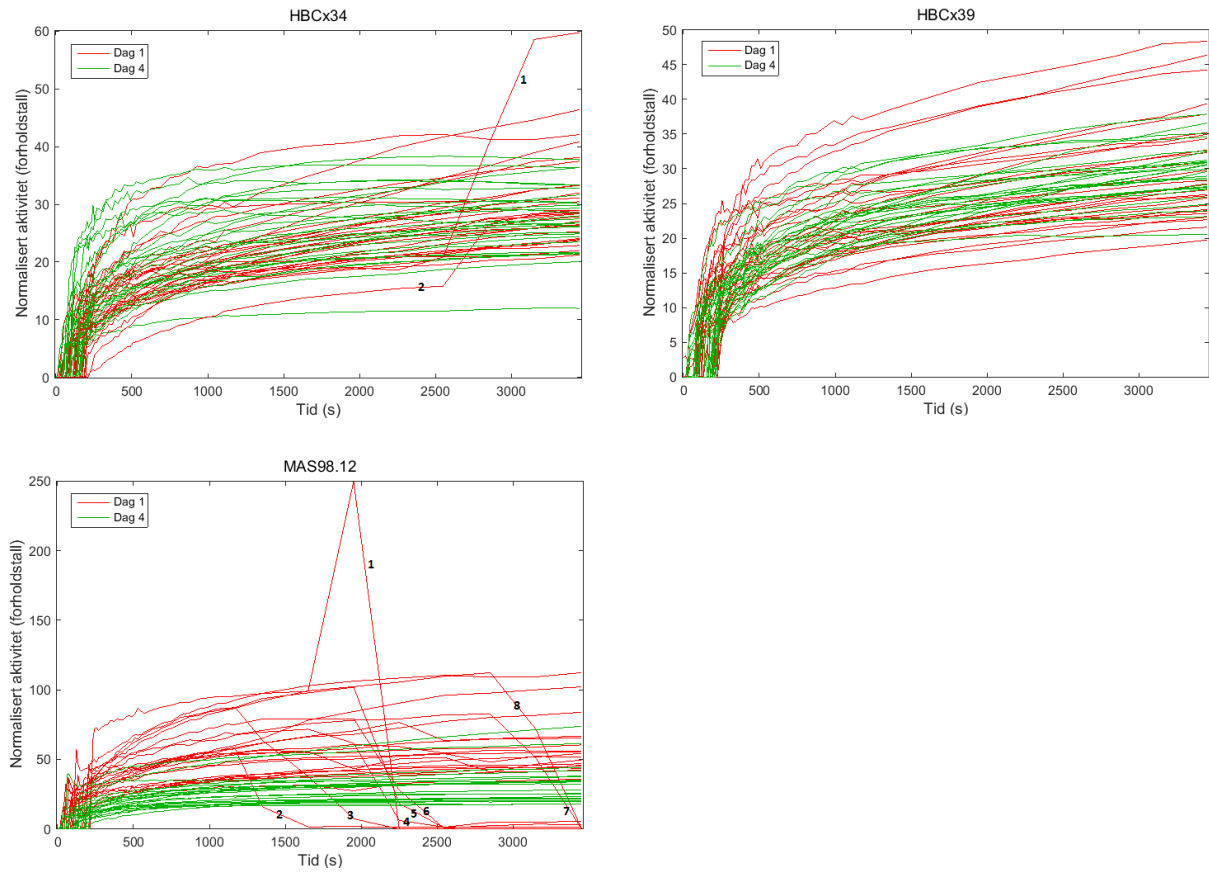 HBCx34
Normalisert aktivitet (forholdstall)
60
50
40
30
20
10
0
Dag 1
Dag 4
1
2
0 500 1000 1500 2000 2500 3000
Tid (s)
HBCx39
Normalisert aktivitet (forholdstall)
50
45
40
35
30
25
20
15
10
5
0
Dag 1
Dag 4
0 500 1000 1500 2000 2500 3000
Tid (s)
MAS98.12
Normalisert aktivitet (forholdstall)
250
200
150
100
50
0
Dag 1
Dag 4
1
8
2 3 4 5 6 7
0 500 1000 1500 2000 2500 3000
Tid (s)